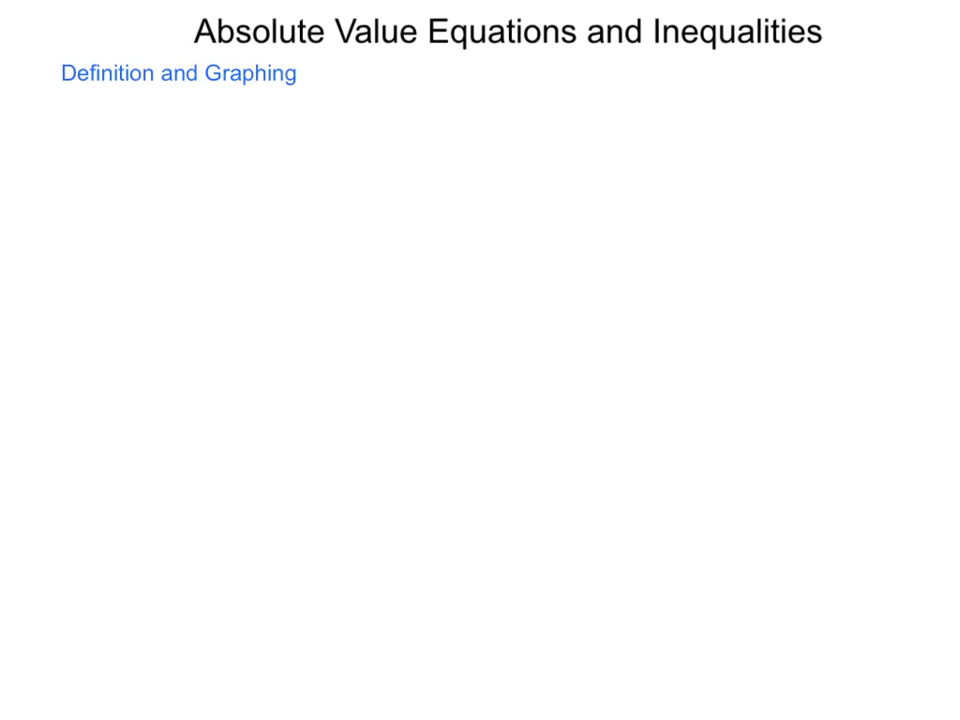 Absolute Value Equations and Inequalities
Definition and Graphing